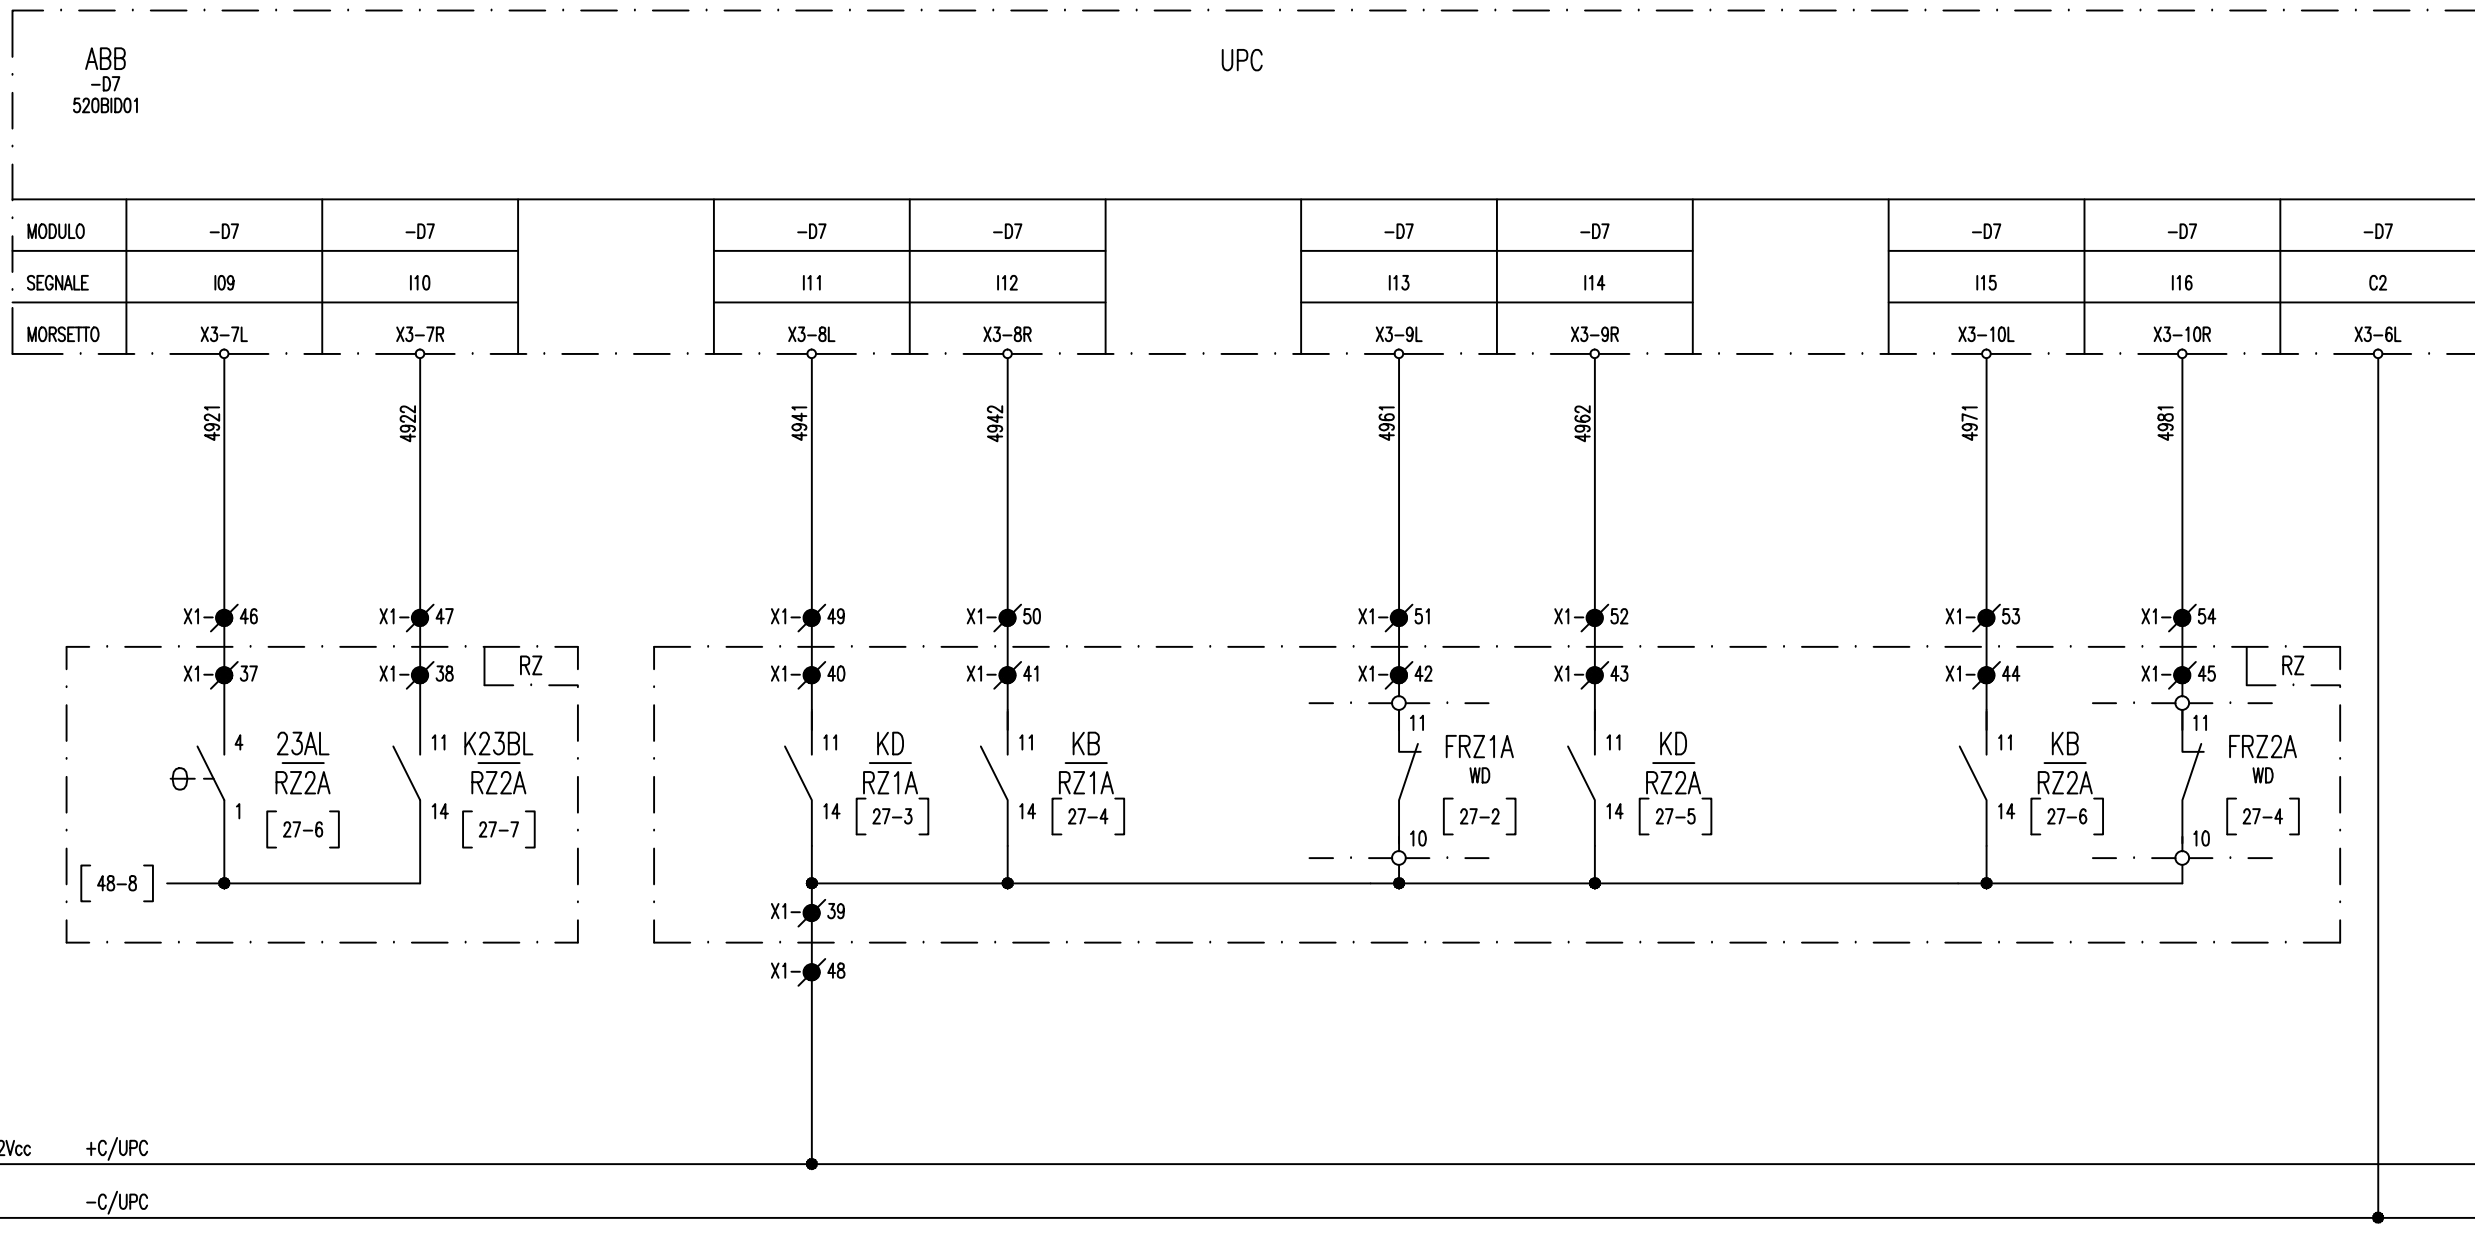 ABB
-D7
520BID01
UPC
MODULO -D7 -D7 -D7 -D7 -D7 -D7 -D7 -D7 -D7
SEGNALE I09 I10 I11 I12 I13 I14 I15 I16 C2
MORSETTO X3-7L X3-7R X3-8L X3-8R X3-9L X3-9R X3-10L X3-10R X3-6L
4921 4922 4941 4942 4961 4962 4971 4981
X1- 46 X1- 47 X1- 49 X1- 50 X1- 51 X1- 52 X1- 53 X1- 54
RZ RZ
X1- 37 X1- 38 X1- 40 X1- 41 X1- 42 X1- 43 X1- 44 X1- 45
11 11
4 23AL 11 K23BL 11 KD 11 KB FRZ1A 11 KD 11 KB FRZ2A
RZ2A RZ2A RZ1A RZ1A WD RZ2A RZ2A WD
1 14 14 27-3 14 27-4 27-2 14 27-5 14 27-6 27-4
27-6 27-7 10 10
48-8
X1- 39
X1- 48
2Vcc +C/UPC
-C/UPC